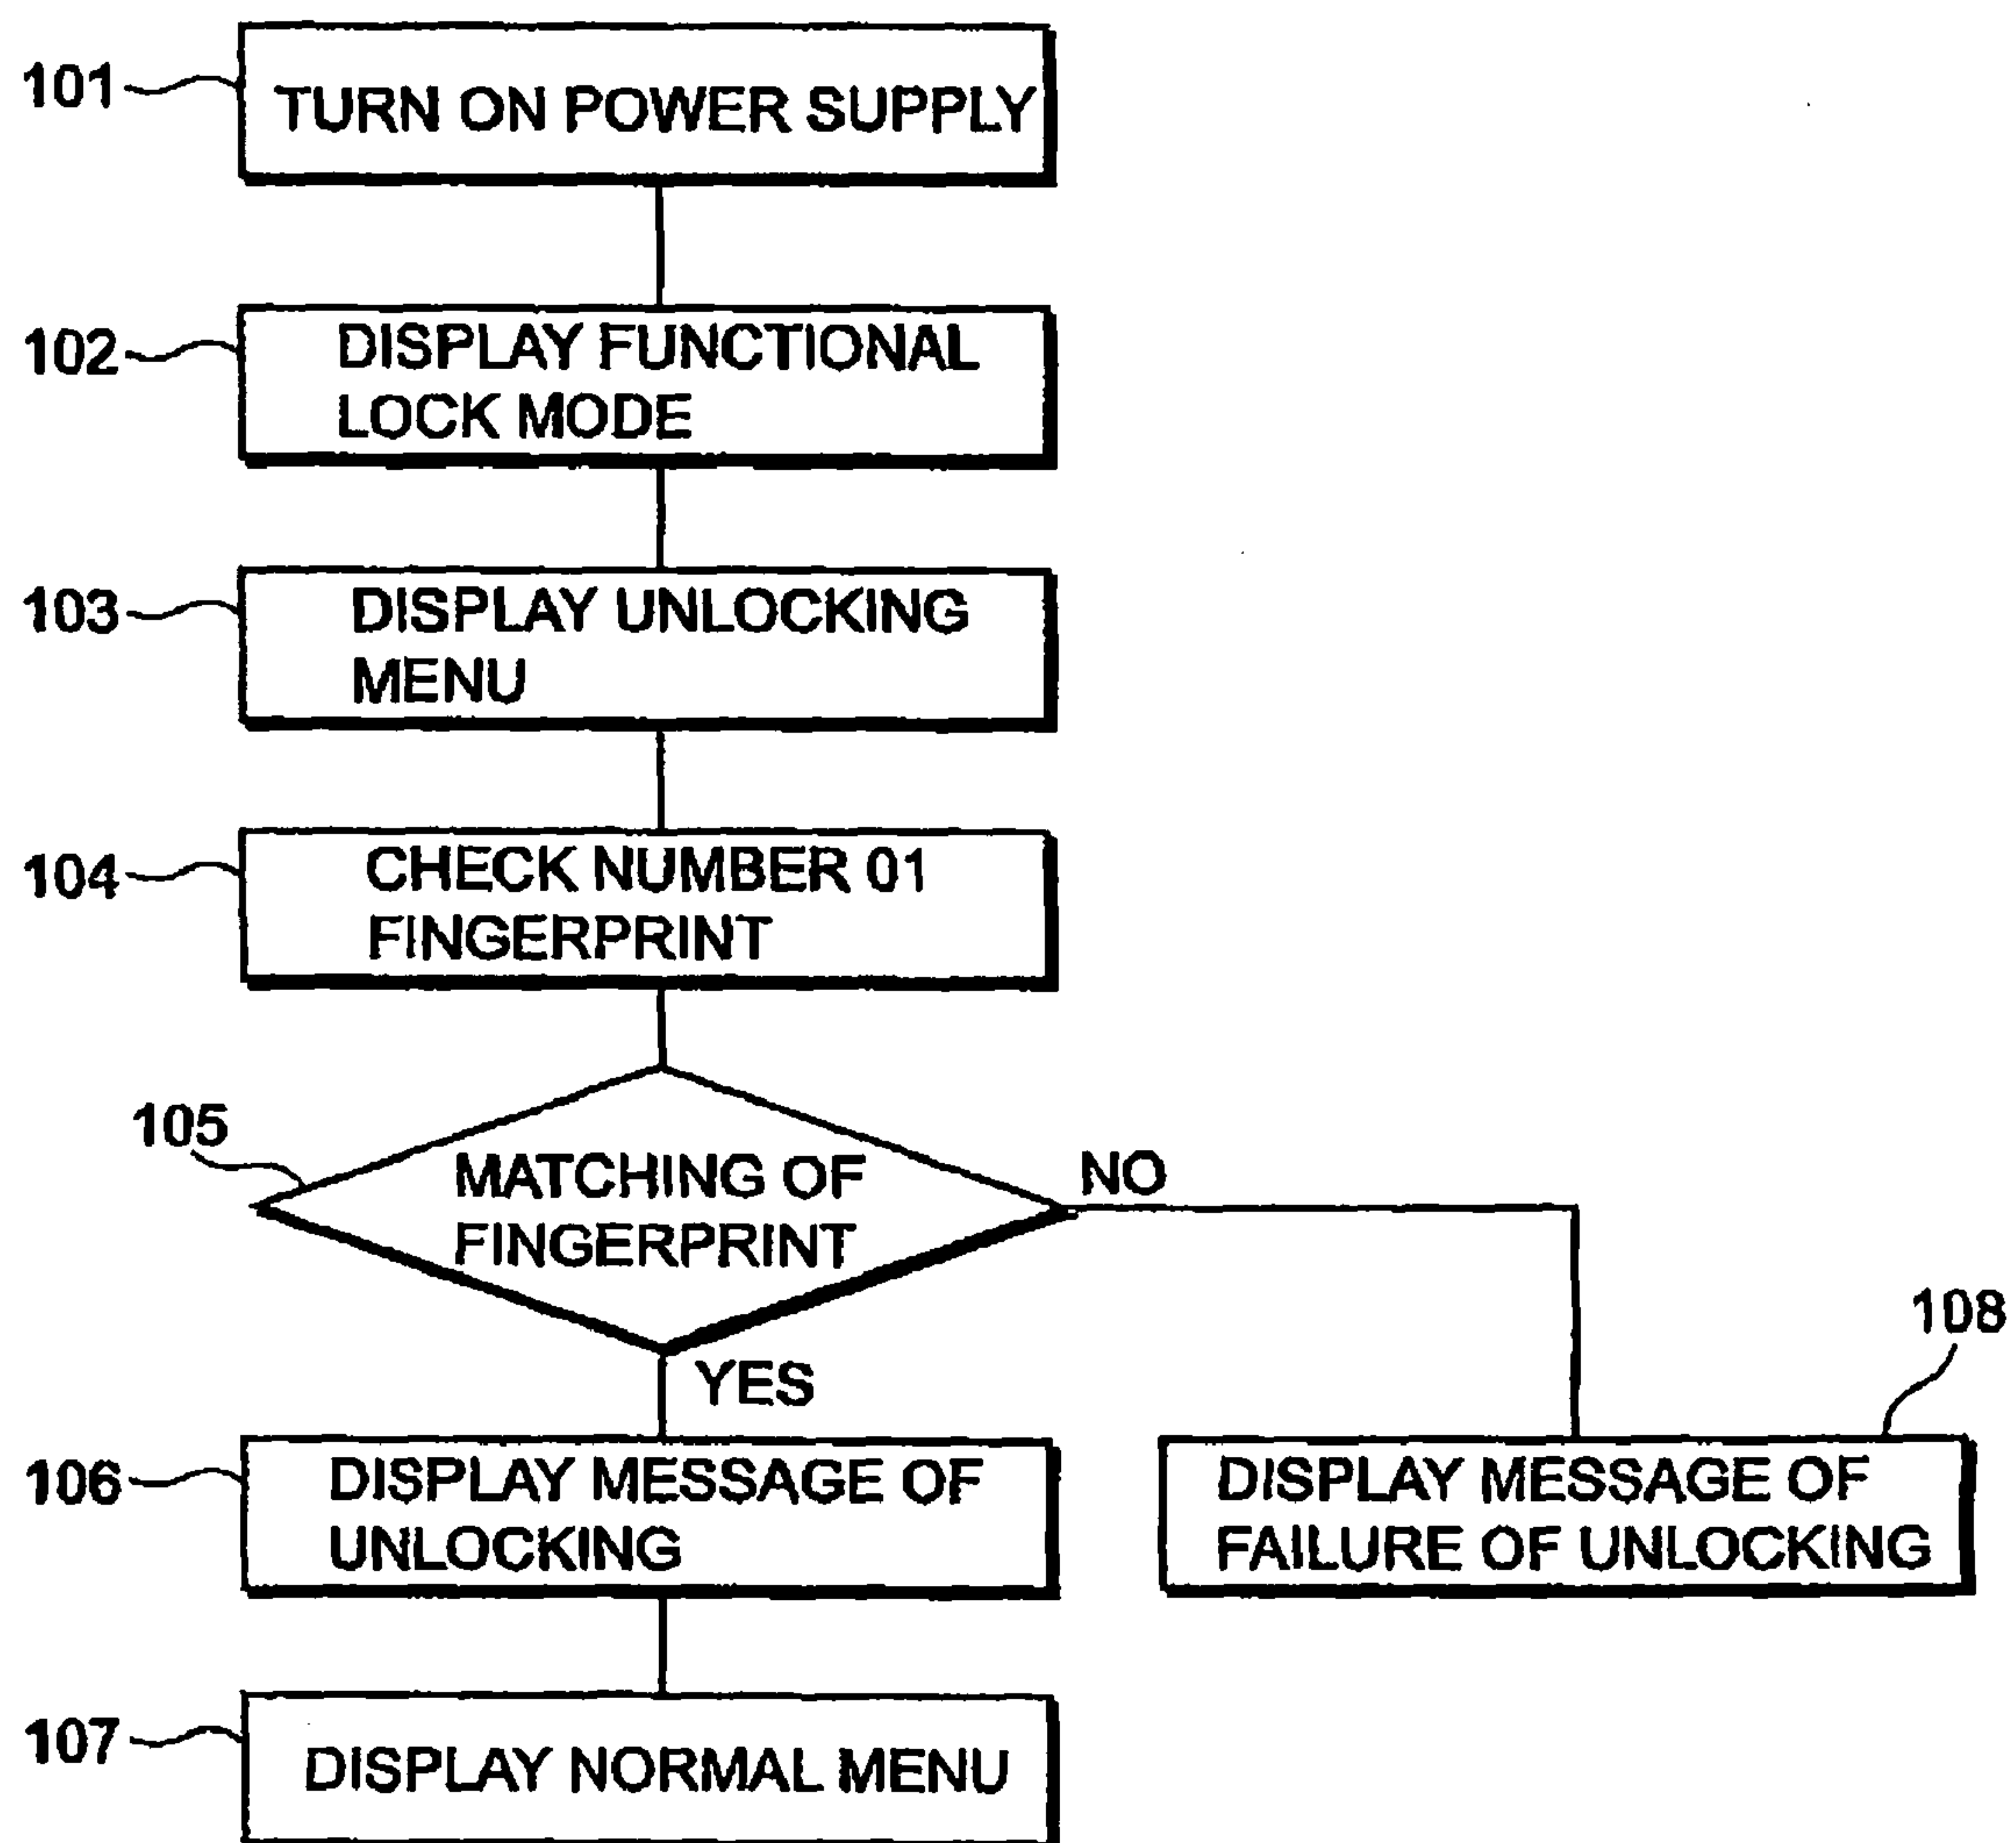 101
TURN ON POWER SUPPLY
102
DISPLAY FUNCTIONAL
LOCK MODE
103
DISPLAY UNLOCKING
MENU
104
CHECK NUMBER 01
FINGERPRINT
105
MATCHING OF
FINGERPRINT
NO
YES
106
DISPLAY MESSAGE OF
UNLOCKING
108
DISPLAY MESSAGE OF
FAILURE OF UNLOCKING
107
DISPLAY NORMAL MENU